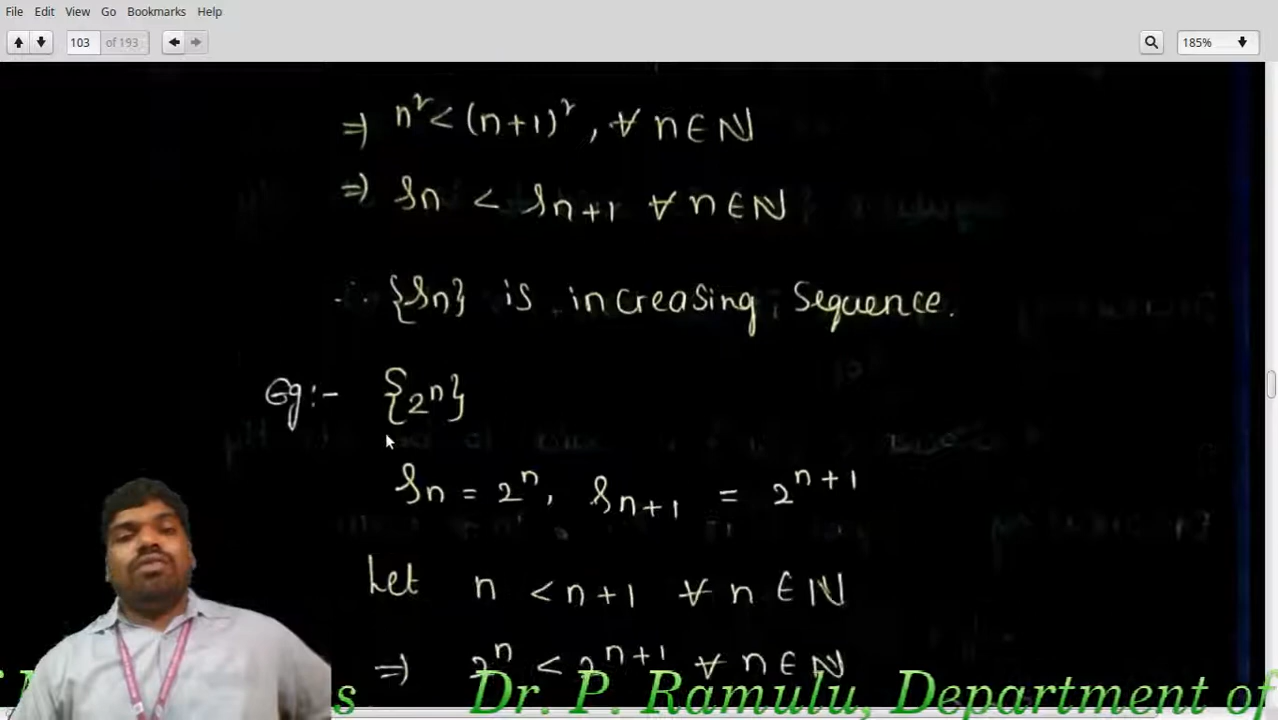 File Edit View Go Bookmarks Help
103 of 193 185%
⇒ n² < (n+1)², ∀ n∈ℕ
⇒ Sn < Sn+1 ∀ n∈ℕ
∴ {Sn} is increasing Sequence.
Eg:- {2ⁿ}
Sn = 2ⁿ, Sn+1 = 2ⁿ⁺¹
Let n < n+1 ∀ n ∈ ℕ
⇒ 2ⁿ < 2ⁿ⁺¹ ∀ n ∈ ℕ
s Dr. P. Ramulu, Department of